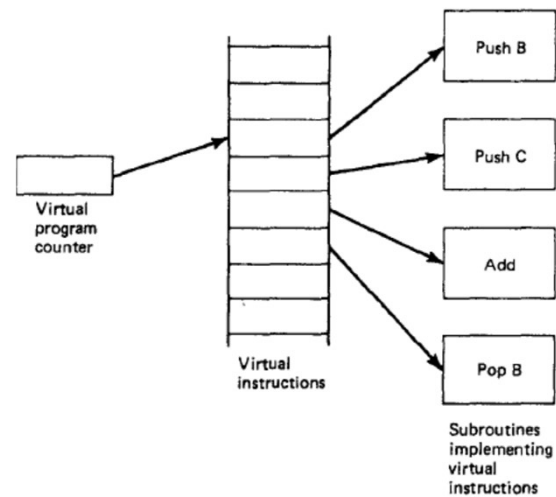 Push B
Push C
Virtual
program
counter
Add
Virtual
instructions
Pop B
Subroutines
implementing
virtual
instructions